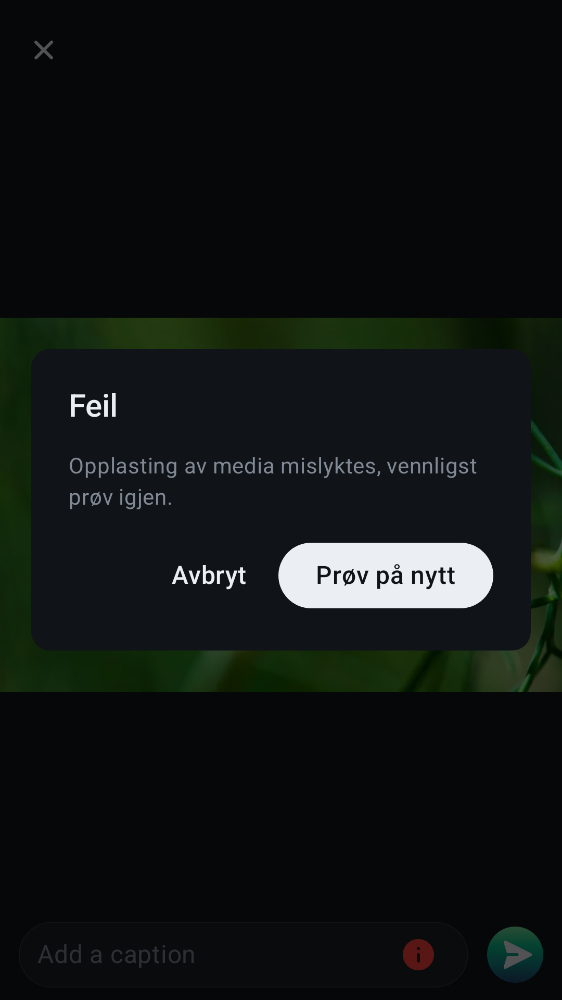 Feil
Opplasting av media mislyktes, vennligst
prøv igjen.
Avbryt
Prøv på nytt
Add a caption